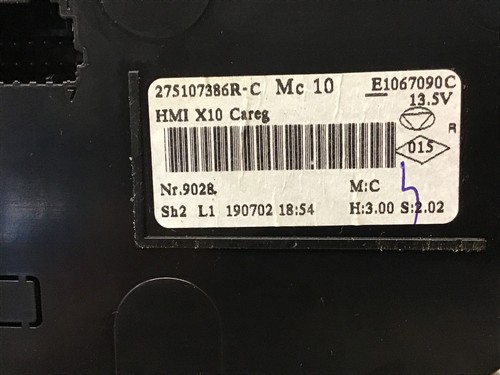 275107386R-C Mc 10 E1067090C
13.5V
HMI X10 Careg
R
015
Nr.9028 M:C
Sh2 L1 190702 18:54 H:3.00 S:2.02
7